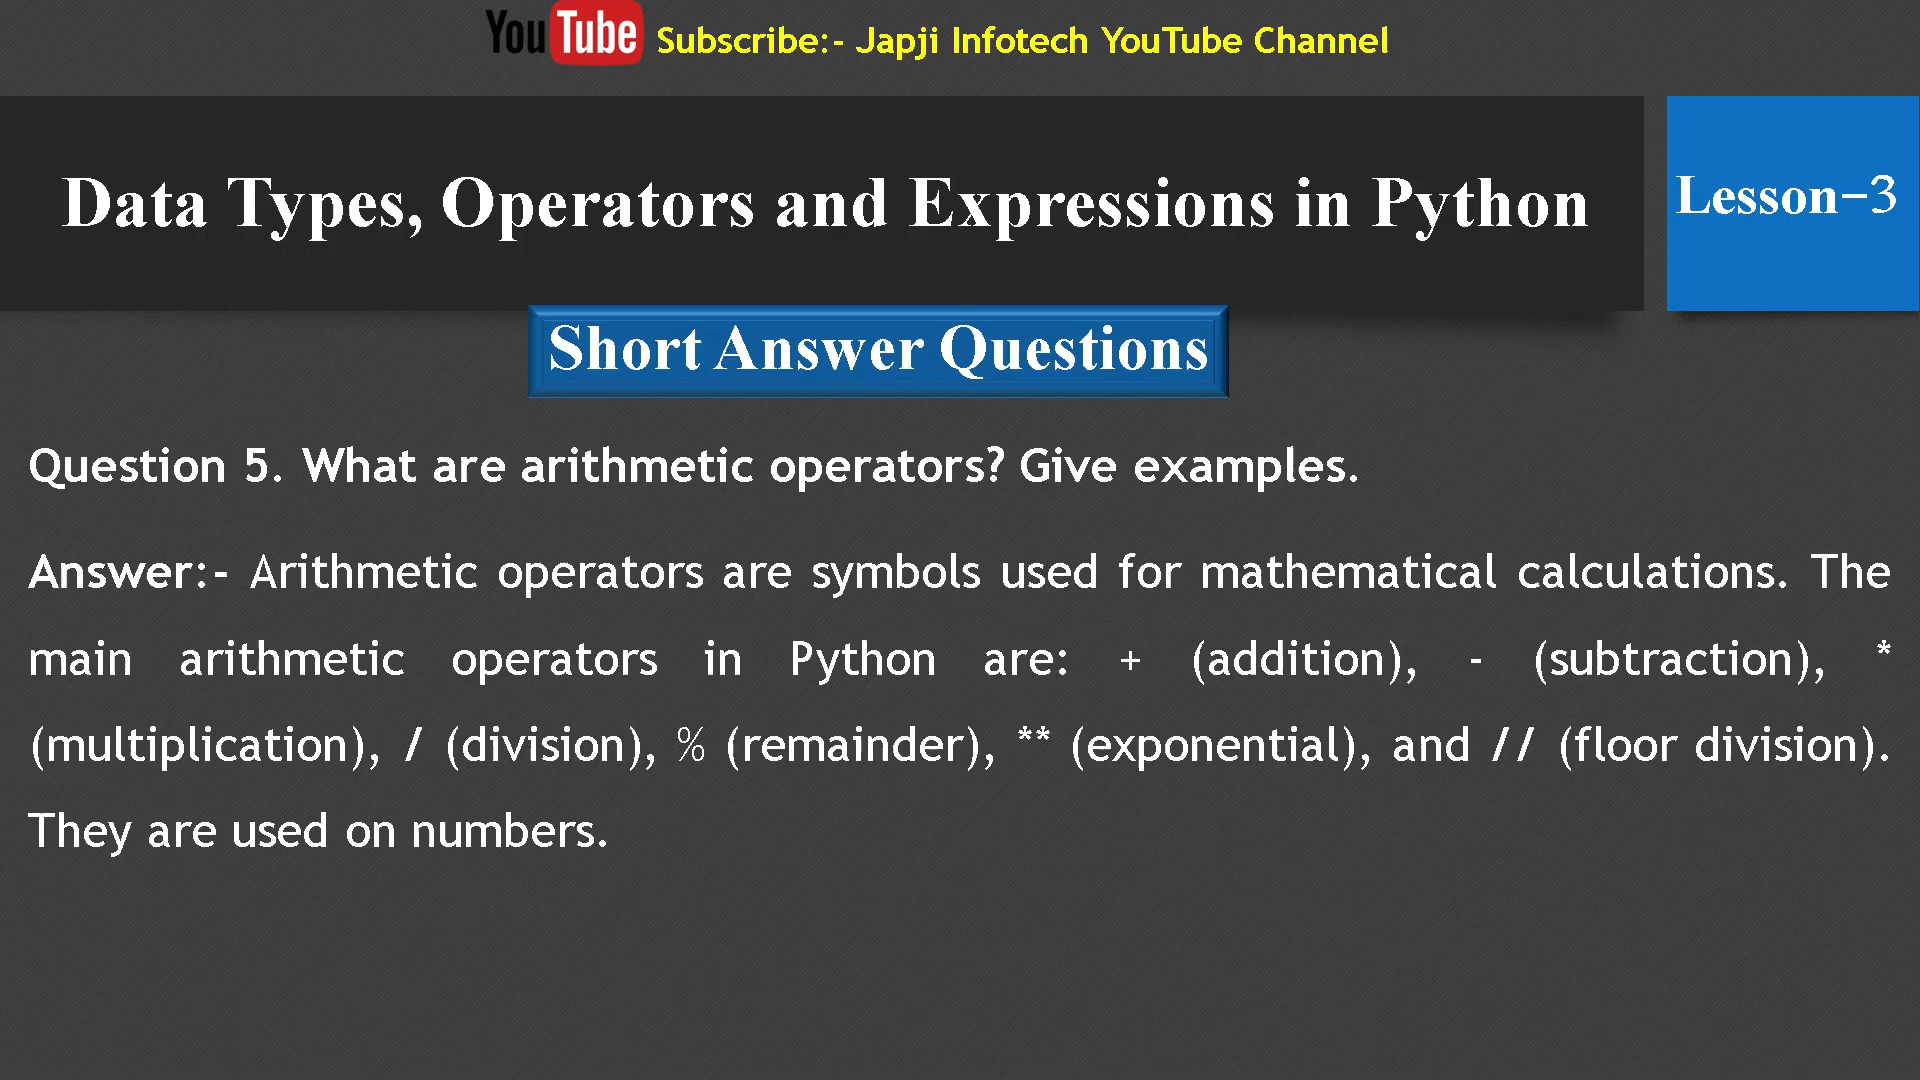 YouTube Subscribe:- Japji Infotech YouTube Channel
Data Types, Operators and Expressions in Python
Lesson-3
Short Answer Questions
Question 5. What are arithmetic operators? Give examples.
Answer:- Arithmetic operators are symbols used for mathematical calculations. The
main arithmetic operators in Python are: + (addition), - (subtraction), *
(multiplication), / (division), % (remainder), ** (exponential), and // (floor division).
They are used on numbers.